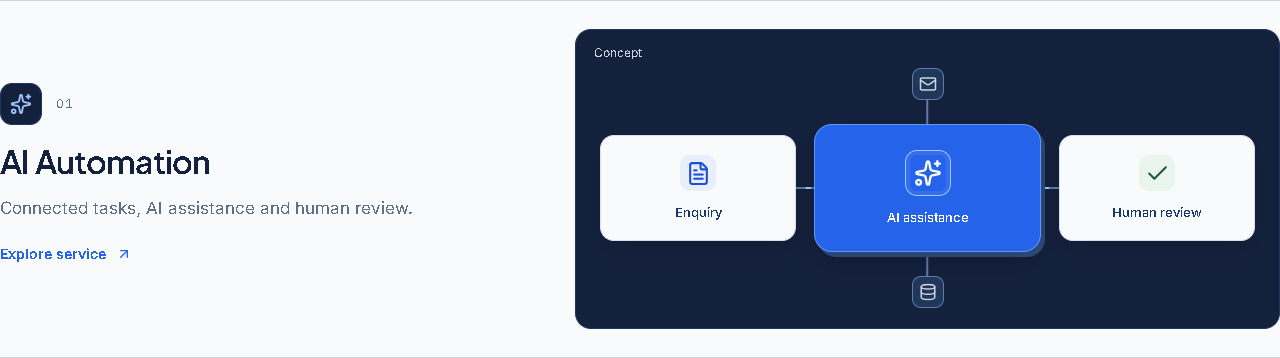 01
AI Automation
Connected tasks, AI assistance and human review.
Explore service
Concept
Enquiry
AI assistance
Human review